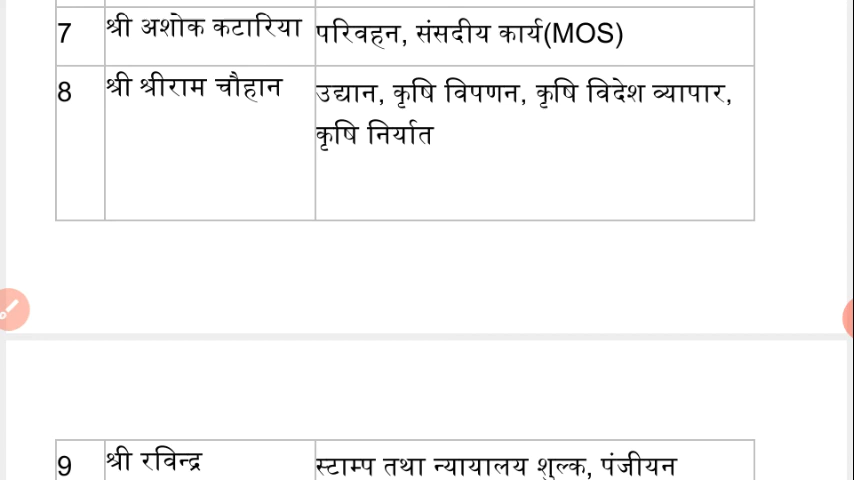 7 श्री अशोक कटारिया परिवहन, संसदीय कार्य(MOS)
8 श्री श्रीराम चौहान उद्यान, कृषि विपणन, कृषि विदेश व्यापार,
कृषि निर्यात
9 श्री रविन्द्र स्टाम्प तथा न्यायालय शुल्क, पंजीयन